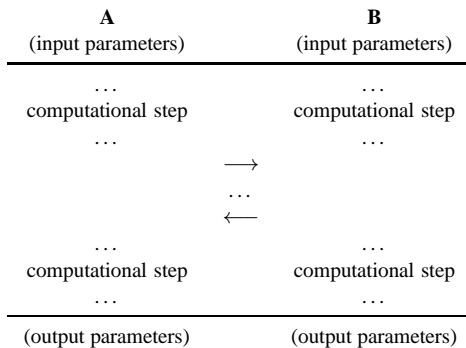 A B
(input parameters) (input parameters)
... ...
computational step computational step
... ...
→
...
←
... ...
computational step computational step
... ...
(output parameters) (output parameters)